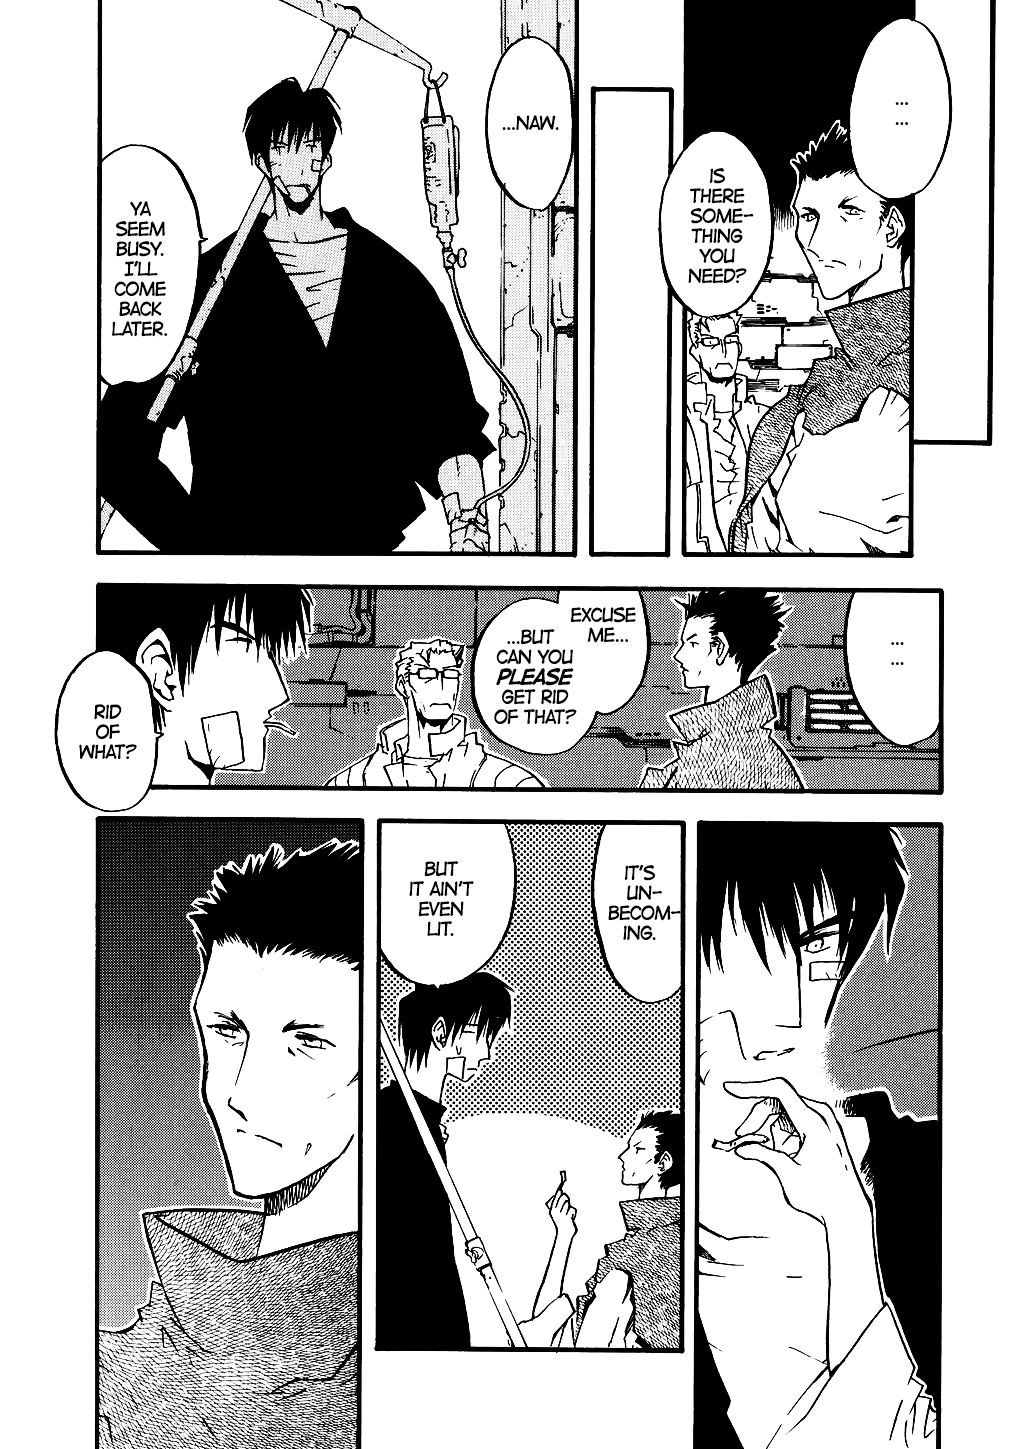 ...
...
IS
THERE
SOME-
THING
YOU
NEED?
...NAW.
YA
SEEM
BUSY.
I'LL
COME
BACK
LATER.
...
...
EXCUSE
ME...
...BUT
CAN YOU
PLEASE
GET RID
OF THAT?
RID
OF
WHAT?
IT'S
UN-
BECOM-
ING.
BUT
IT AIN'T
EVEN
LIT.